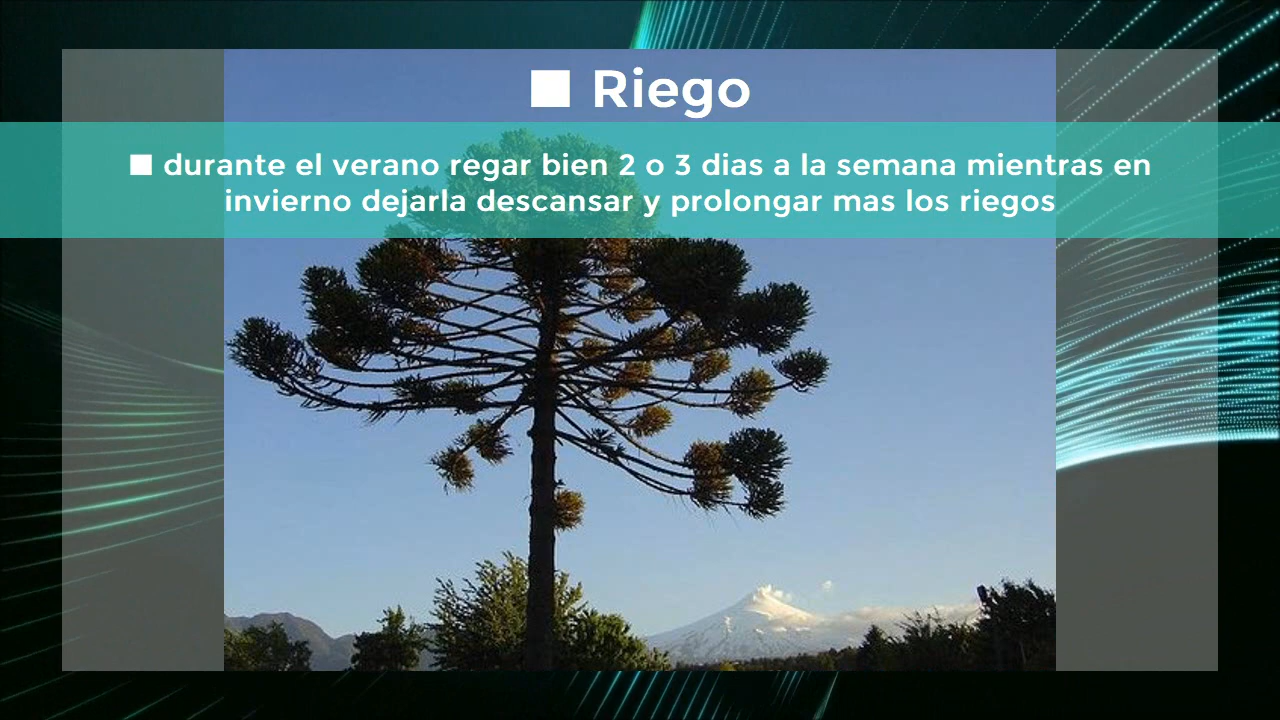 ■ Riego
■ durante el verano regar bien 2 o 3 dias a la semana mientras en
invierno dejarla descansar y prolongar mas los riegos